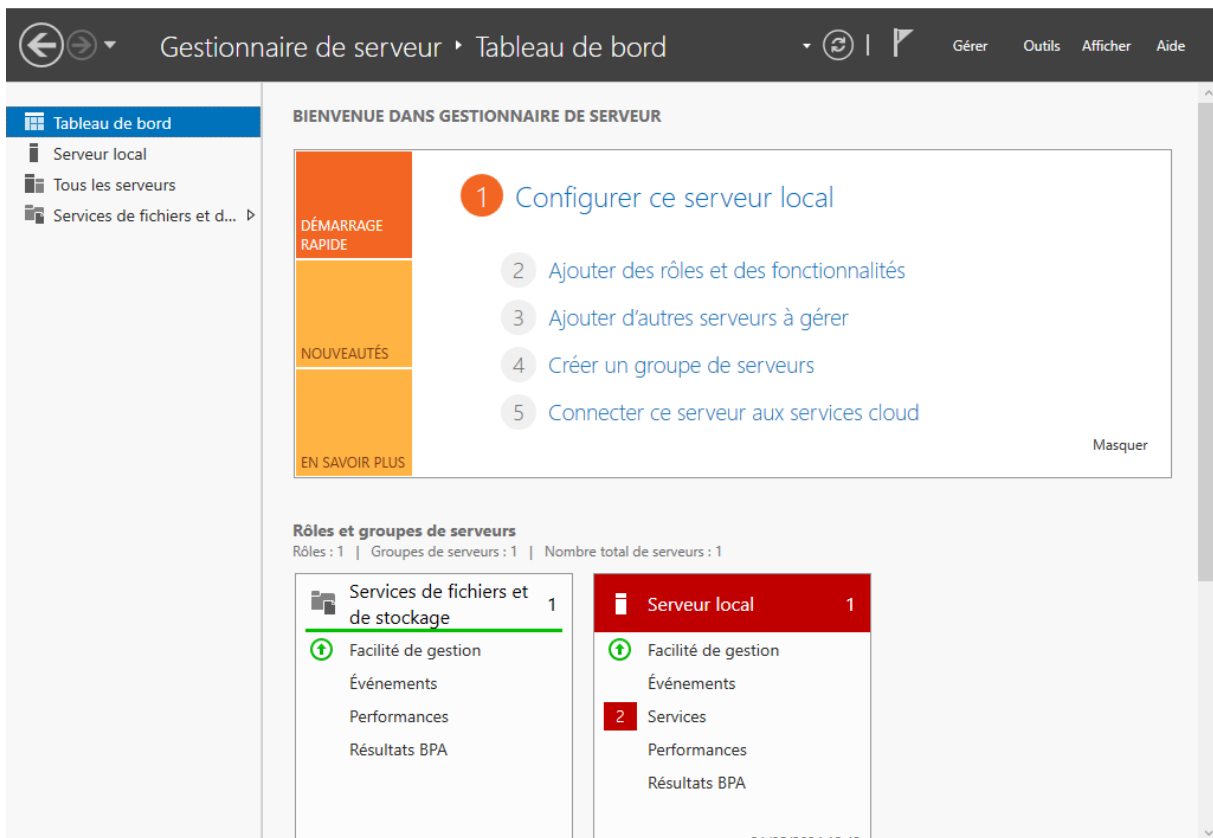 Gestionnaire de serveur ‣ Tableau de bord
Gérer Outils Afficher Aide
Tableau de bord
Serveur local
Tous les serveurs
Services de fichiers et d...
BIENVENUE DANS GESTIONNAIRE DE SERVEUR
DÉMARRAGE
RAPIDE
NOUVEAUTÉS
EN SAVOIR PLUS
1 Configurer ce serveur local
2 Ajouter des rôles et des fonctionnalités
3 Ajouter d’autres serveurs à gérer
4 Créer un groupe de serveurs
5 Connecter ce serveur aux services cloud
Masquer
Rôles et groupes de serveurs
Rôles : 1 | Groupes de serveurs : 1 | Nombre total de serveurs : 1
Services de fichiers et
de stockage
1
Facilité de gestion
Événements
Performances
Résultats BPA
Serveur local 1
Facilité de gestion
Événements
2 Services
Performances
Résultats BPA